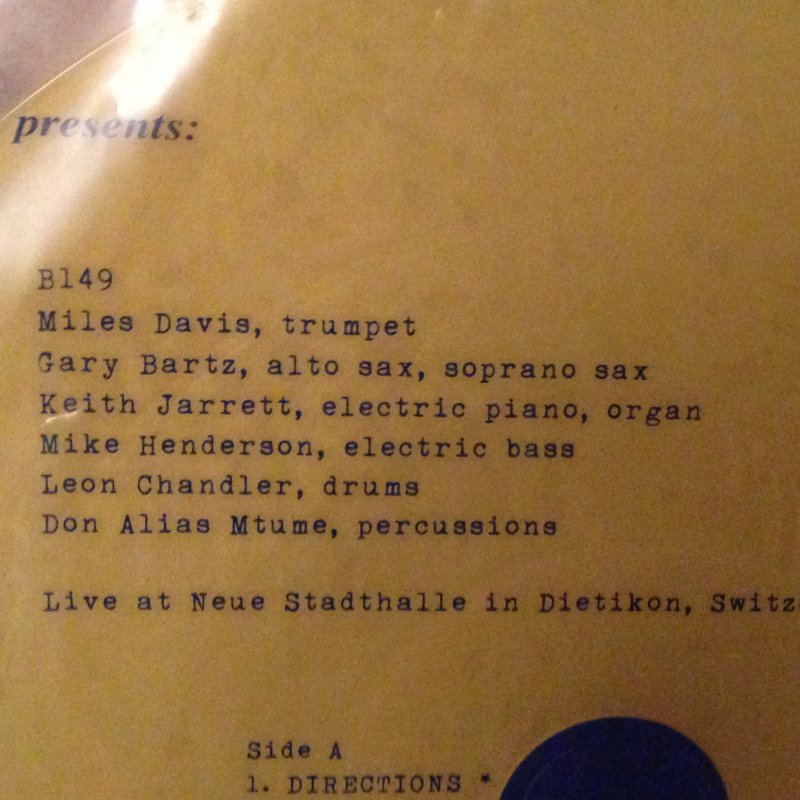 presents:
B149
Miles Davis, trumpet
Gary Bartz, alto sax, soprano sax
Keith Jarrett, electric piano, organ
Mike Henderson, electric bass
Leon Chandler, drums
Don Alias Mtume, percussions
Live at Neue Stadthalle in Dietikon, Switz
Side A
1. DIRECTIONS *